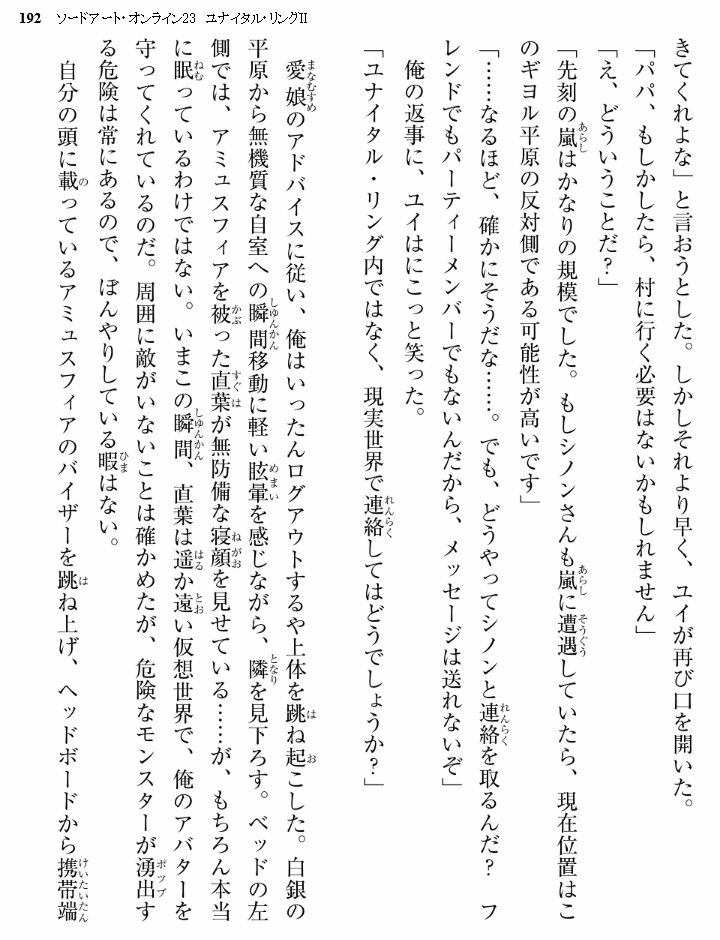 192 ソードアート・オンライン23 ユナイタル・リングII
きてくれよな」と言おうとした。しかしそれより早く、ユイが再び口を開いた。
「パパ、もしかしたら、村に行く必要はないかもしれません」
「え、どういうことだ？」
「先刻の嵐はかなりの規模でした。もしシノンさんも嵐に遭遇していたら、現在位置はこ
のギヨル平原の反対側である可能性が高いです」
「……なるほど、確かにそうだな……。でも、どうやってシノンと連絡を取るんだ？　フ
レンドでもパーティーメンバーでもないんだから、メッセージは送れないぞ」
俺の返事に、ユイはにこっと笑った。
「ユナイタル・リング内ではなく、現実世界で連絡してはどうでしょうか？」
愛娘のアドバイスに従い、俺はいったんログアウトするや上体を跳ね起こした。白銀の
平原から無機質な自室への瞬間移動に軽い眩暈を感じながら、隣を見下ろす。ベッドの左
側では、アミュスフィアを被った直葉が無防備な寝顔を見せている……が、もちろん本当
に眠っているわけではない。いまこの瞬間、直葉は遥か遠い仮想世界で、俺のアバターを
守ってくれているのだ。周囲に敵がいないことは確かめたが、危険なモンスターが湧出す
る危険は常にあるので、ぼんやりしている暇はない。
自分の頭に載っているアミュスフィアのバイザーを跳ね上げ、ヘッドボードから携帯端